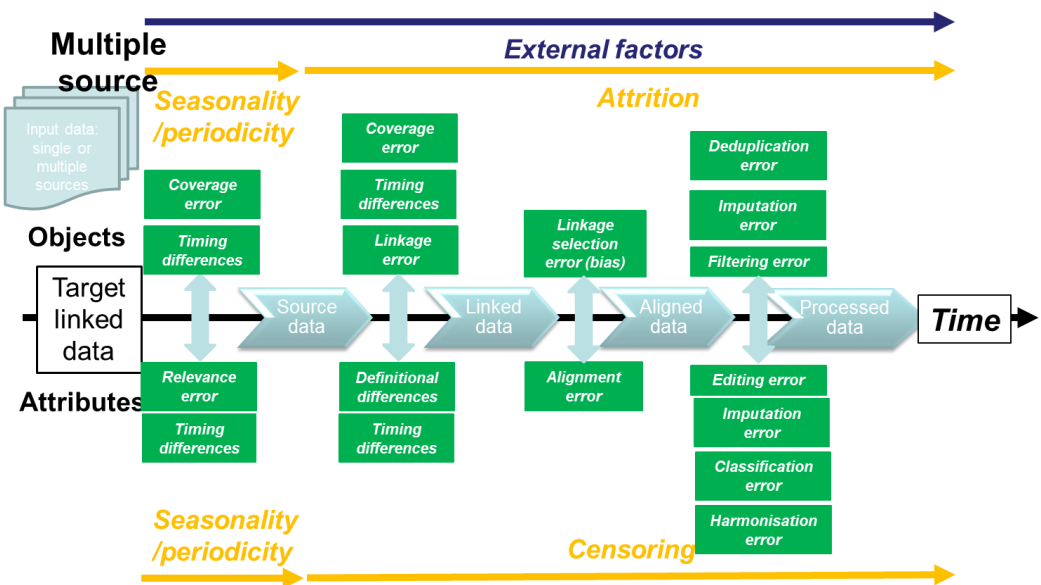 External factors
Multiple
source
Seasonality
/periodicity
Attrition
Input data:
single or
multiple
sources
Coverage
error
Timing
differences
Coverage
error
Timing
differences
Linkage
error
Linkage
selection
error (bias)
Deduplication
error
Imputation
error
Filtering error
Objects
Target
linked
data
Source
data
Linked
data
Aligned
data
Processed
data
Time
Attributes
Relevance
error
Timing
differences
Definitional
differences
Timing
differences
Alignment
error
Editing error
Imputation
error
Classification
error
Harmonisation
error
Seasonality
/periodicity
Censoring